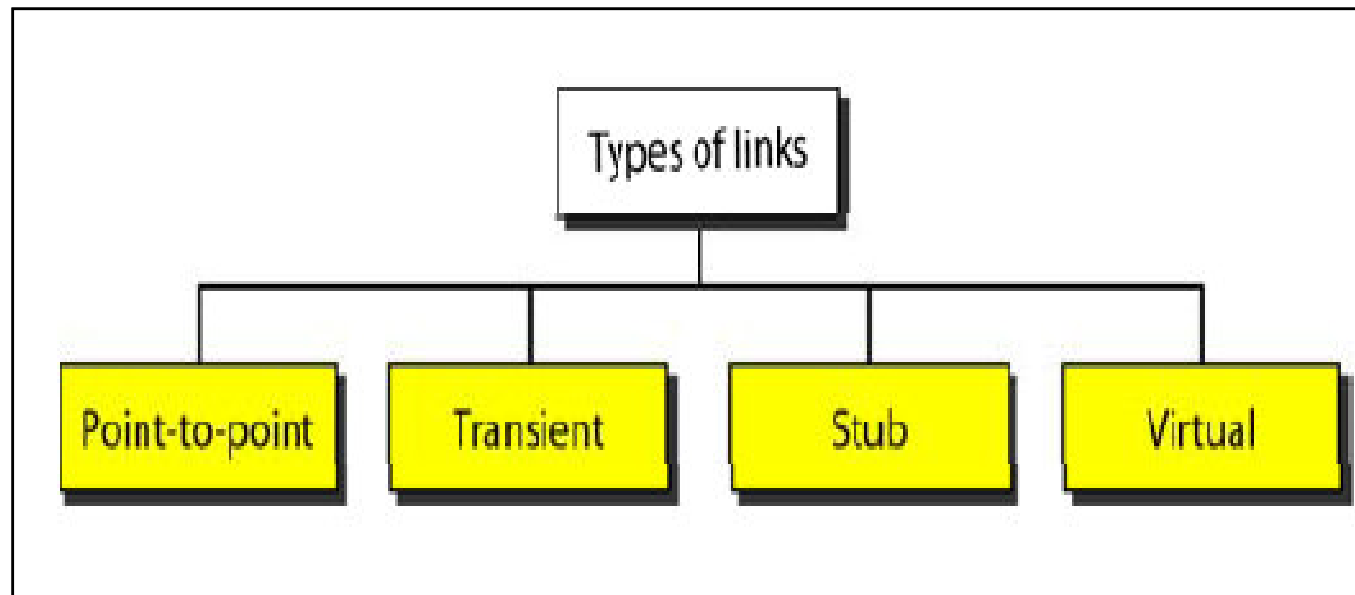 Types of links
Point-to-point
Transient
Stub
Virtual